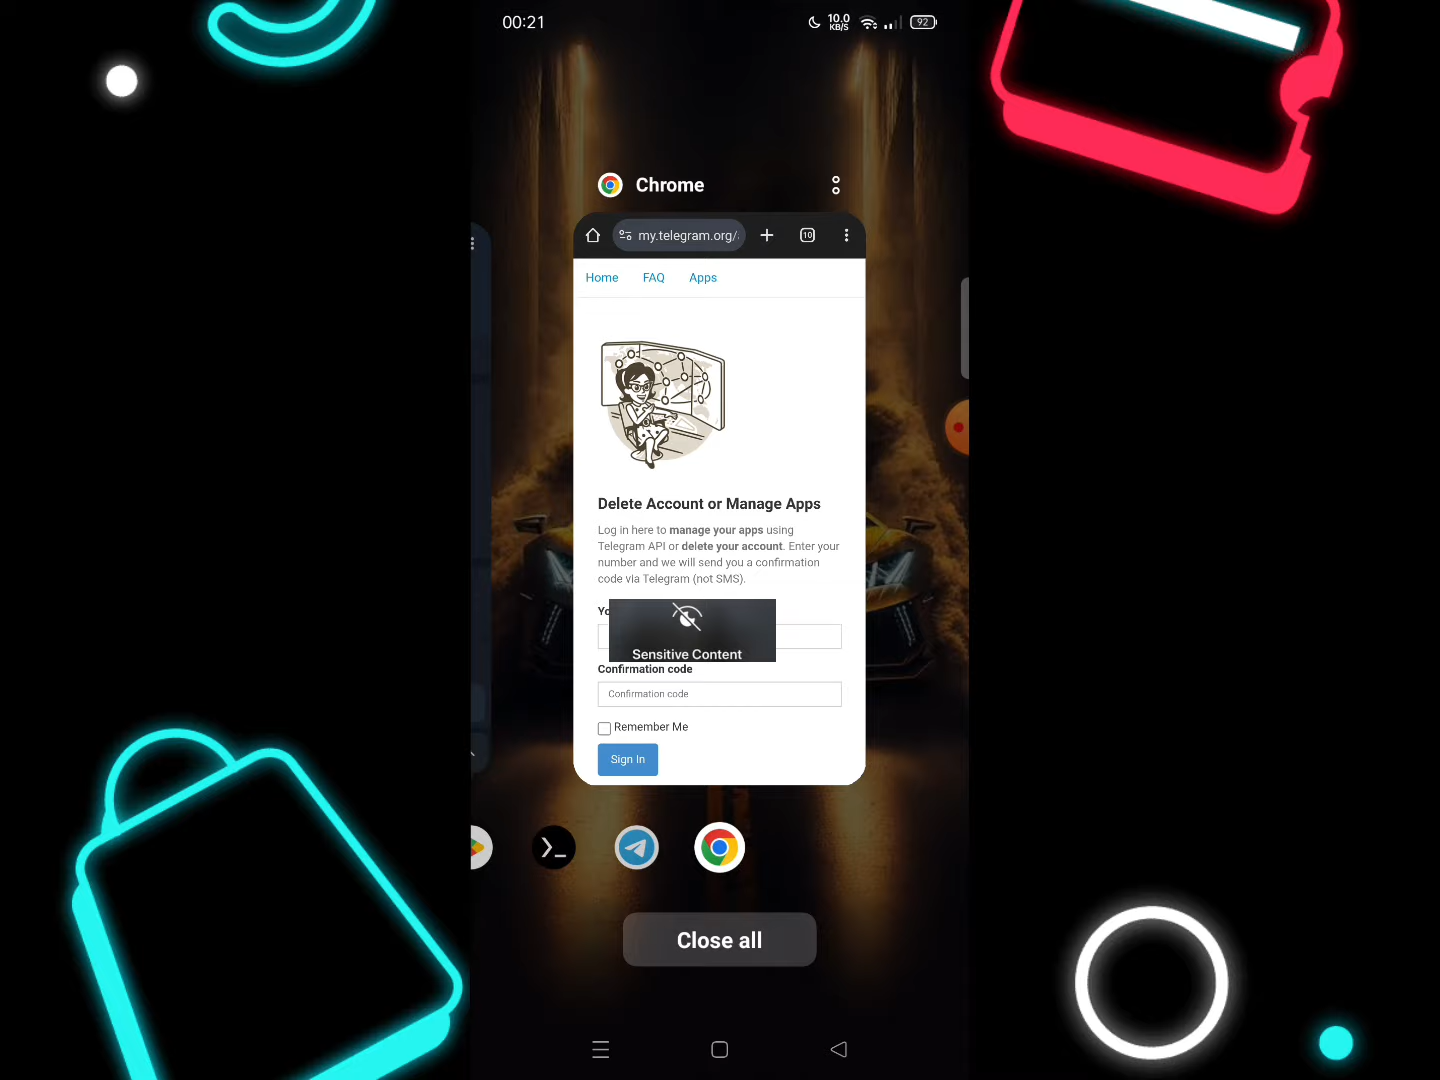 00:21
10.0
KB/S
92
Chrome
my.telegram.org/
10
Home FAQ Apps
Delete Account or Manage Apps
Log in here to manage your apps using
Telegram API or delete your account. Enter your
number and we will send you a confirmation
code via Telegram (not SMS).
Sensitive Content
Confirmation code
Confirmation code
Remember Me
Sign In
Close all